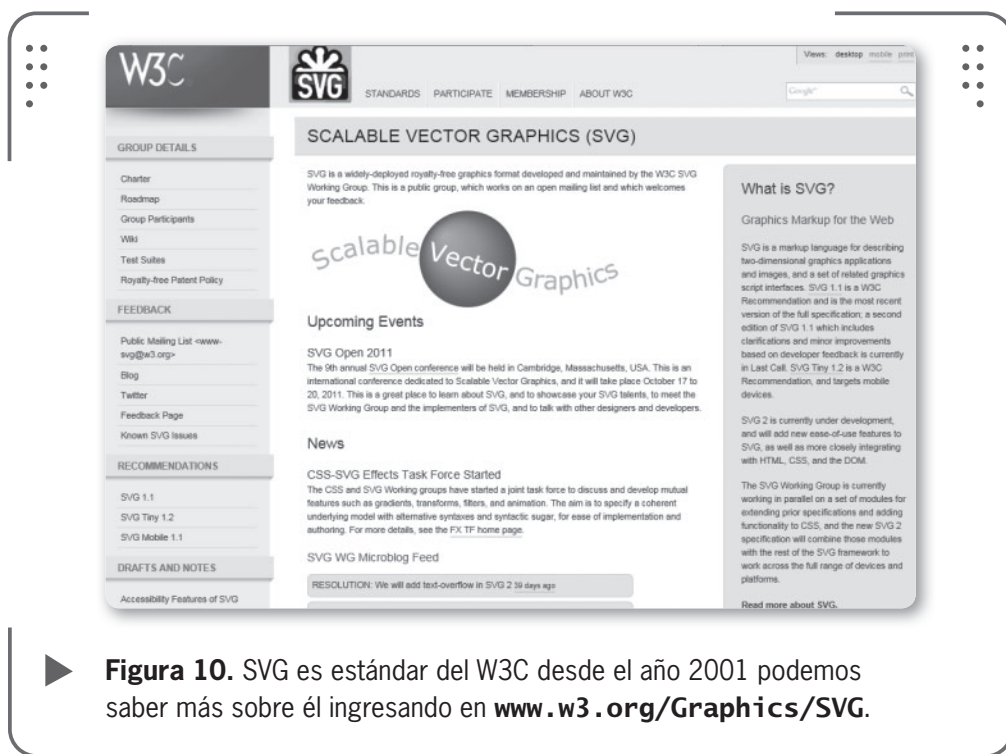 W3C
SVG
Views: desktop mobile print
STANDARDS PARTICIPATE MEMBERSHIP ABOUT W3C
Google™
GROUP DETAILS
Charter
Roadmap
Group Participants
Wiki
Test Suites
Royalty-free Patent Policy
FEEDBACK
Public Mailing List <www-
svg@w3.org>
Blog
Twitter
Feedback Page
Known SVG Issues
RECOMMENDATIONS
SVG 1.1
SVG Tiny 1.2
SVG Mobile 1.1
DRAFTS AND NOTES
Accessibility Features of SVG
SCALABLE VECTOR GRAPHICS (SVG)
SVG is a widely-deployed royalty-free graphics format developed and maintained by the W3C SVG
Working Group. This is a public group, which works on an open mailing list and which welcomes
your feedback.
Scalable Vector Graphics
Upcoming Events
SVG Open 2011
The 9th annual SVG Open conference will be held in Cambridge, Massachusetts, USA. This is an
international conference dedicated to Scalable Vector Graphics, and it will take place October 17 to
20, 2011. This is a great place to learn about SVG, and to showcase your SVG talents, to meet the
SVG Working Group and the implementers of SVG, and to talk with other designers and developers.
News
CSS-SVG Effects Task Force Started
The CSS and SVG Working groups have started a joint task force to discuss and develop mutual
features such as gradients, transforms, filters, and animation. The aim is to specify a coherent
underlying model with alternative syntaxes and syntactic sugar, for ease of implementation and
authoring. For more details, see the FX TF home page.
SVG WG Microblog Feed
RESOLUTION: We will add text-overflow in SVG 2 39 days ago
What is SVG?
Graphics Markup for the Web
SVG is a markup language for describing
two-dimensional graphics applications
and images, and a set of related graphics
script interfaces. SVG 1.1 is a W3C
Recommendation and is the most recent
version of the full specification; a second
edition of SVG 1.1 which includes
clarifications and minor improvements
based on developer feedback is currently
in Last Call. SVG Tiny 1.2 is a W3C
Recommendation, and targets mobile
devices.
SVG 2 is currently under development,
and will add new ease-of-use features to
SVG, as well as more closely integrating
with HTML, CSS, and the DOM.
The SVG Working Group is currently
working in parallel on a set of modules for
extending prior specifications and adding
functionality to CSS, and the new SVG 2
specification will combine those modules
with the rest of the SVG framework to
work across the full range of devices and
platforms.
Read more about SVG.
Figura 10. SVG es estándar del W3C desde el año 2001 podemos
saber más sobre él ingresando en www.w3.org/Graphics/SVG.